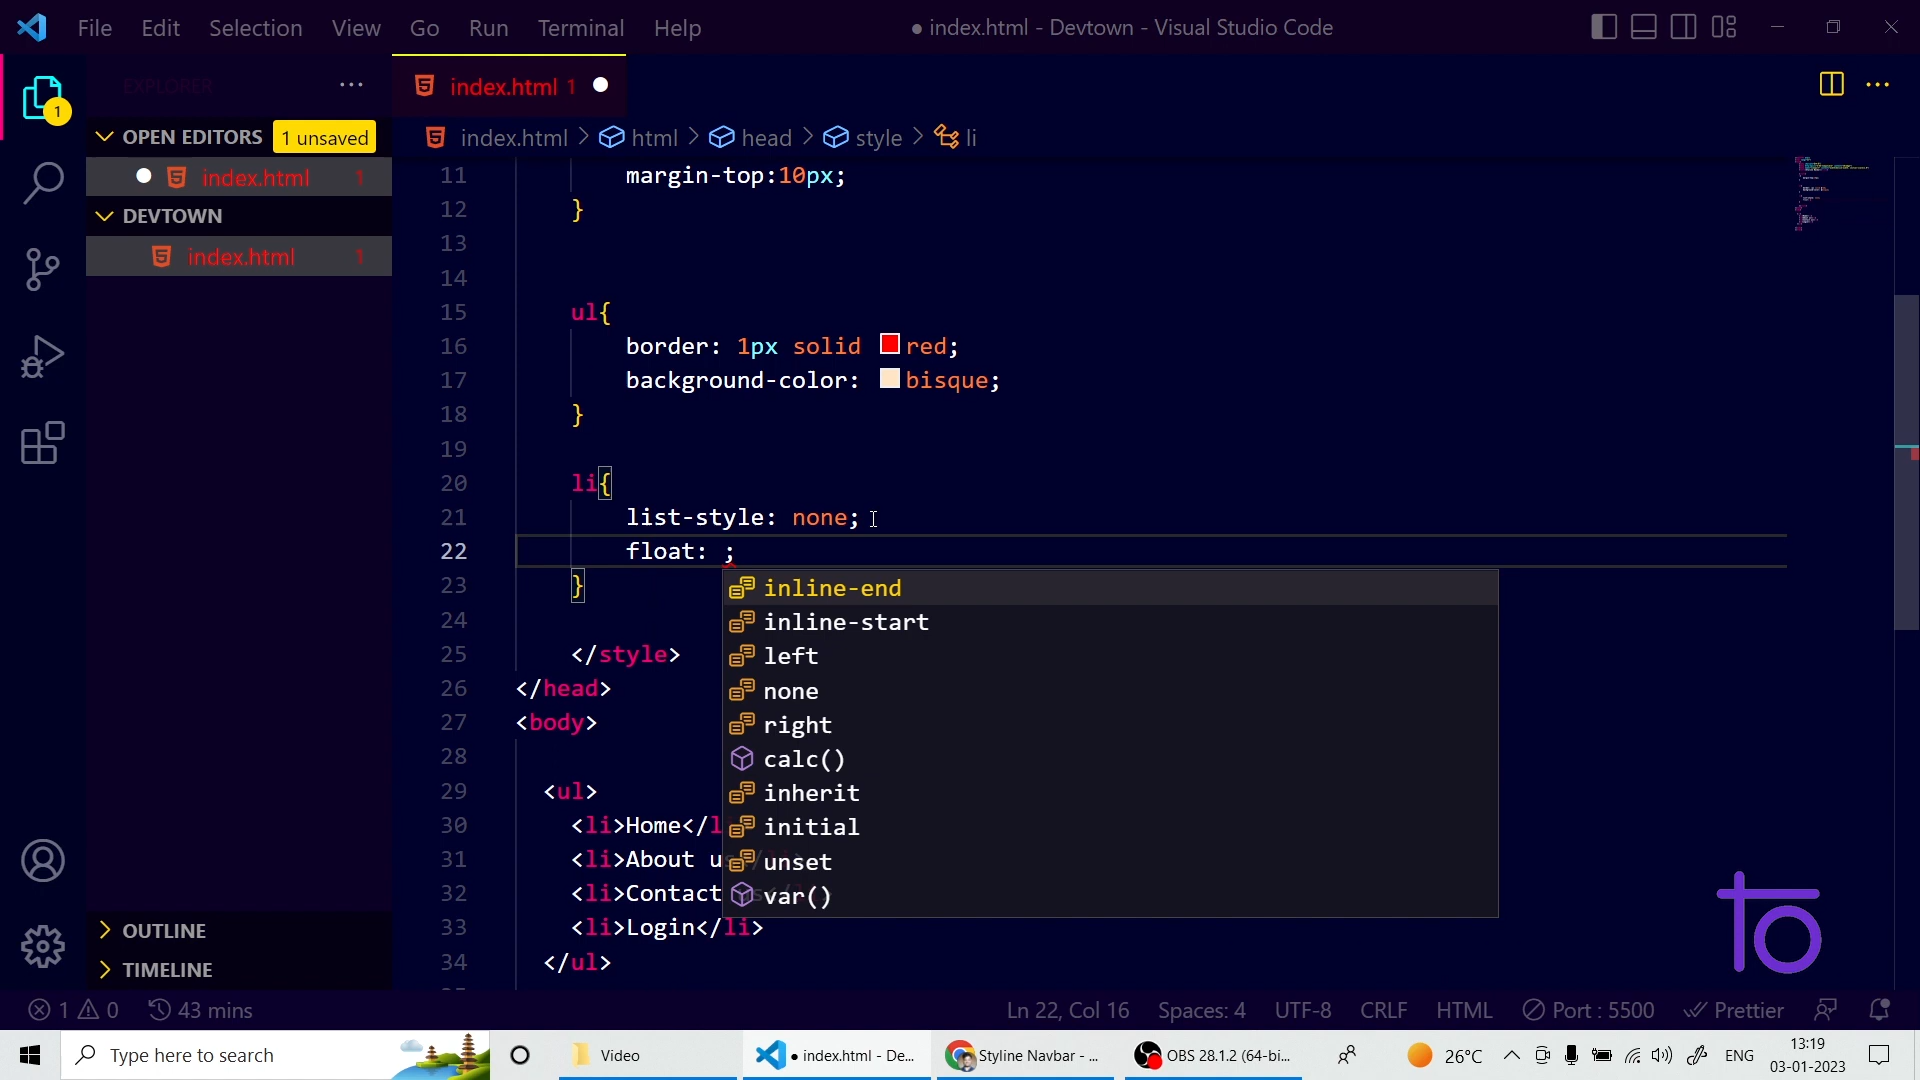 File Edit Selection View Go Run Terminal Help
● index.html - Devtown - Visual Studio Code
EXPLORER
index.html 1
OPEN EDITORS 1 unsaved
index.html 1
DEVTOWN
index.html 1
OUTLINE
TIMELINE
index.html > html > head > style > li
11 margin-top:10px;
12 }
13
14
15 ul{
16 border: 1px solid red;
17 background-color: bisque;
18 }
19
20 li{
21 list-style: none;
22 float: ;
23 }
24
25 </style>
26 </head>
27 <body>
28
29 <ul>
30 <li>Home</l
31 <li>About us
32 <li>Contact
33 <li>Login</li>
34 </ul>
inline-end
inline-start
left
none
right
calc()
inherit
initial
unset
var()
1
1 0 43 mins Ln 22, Col 16 Spaces: 4 UTF-8 CRLF HTML Port : 5500 Prettier
Type here to search Video ● index.html - De... Styline Navbar - ... OBS 28.1.2 (64-bi... 26°C ENG 13:19
03-01-2023